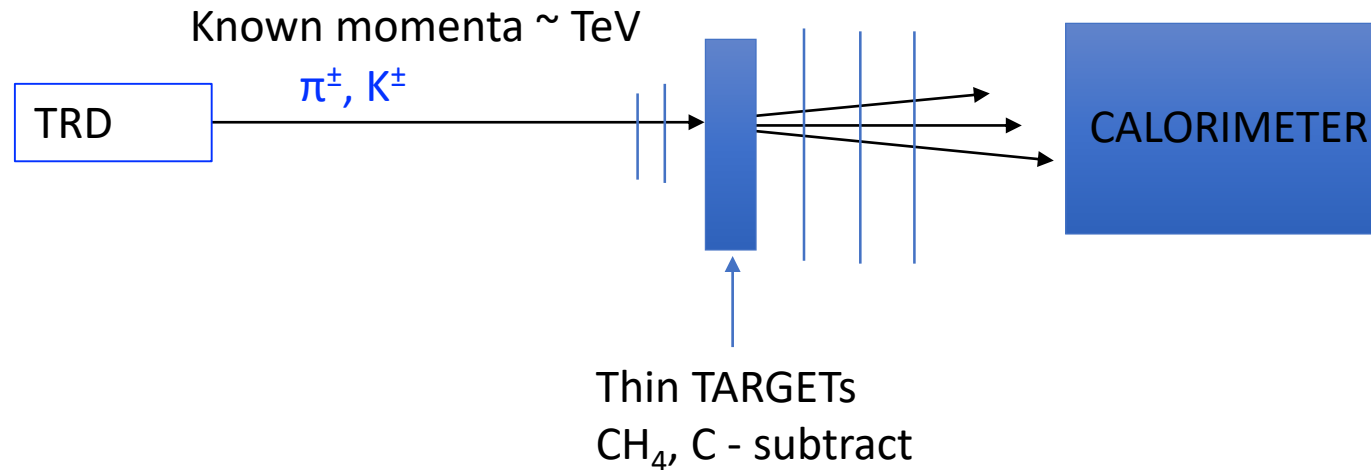 Known momenta ~ TeV
π±, K±
TRD
CALORIMETER
Thin TARGETs
CH₄, C - subtract